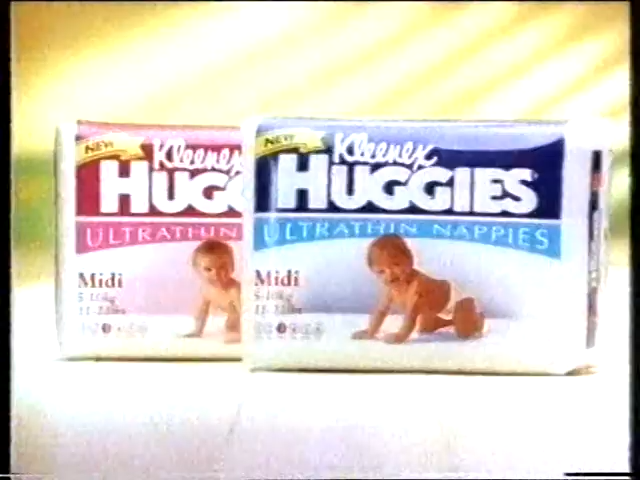 NEW
Kleenex
HUGG
ULTRATHIN
Midi
NEW
Kleenex
HUGGIES
ULTRATHIN NAPPIES
Midi